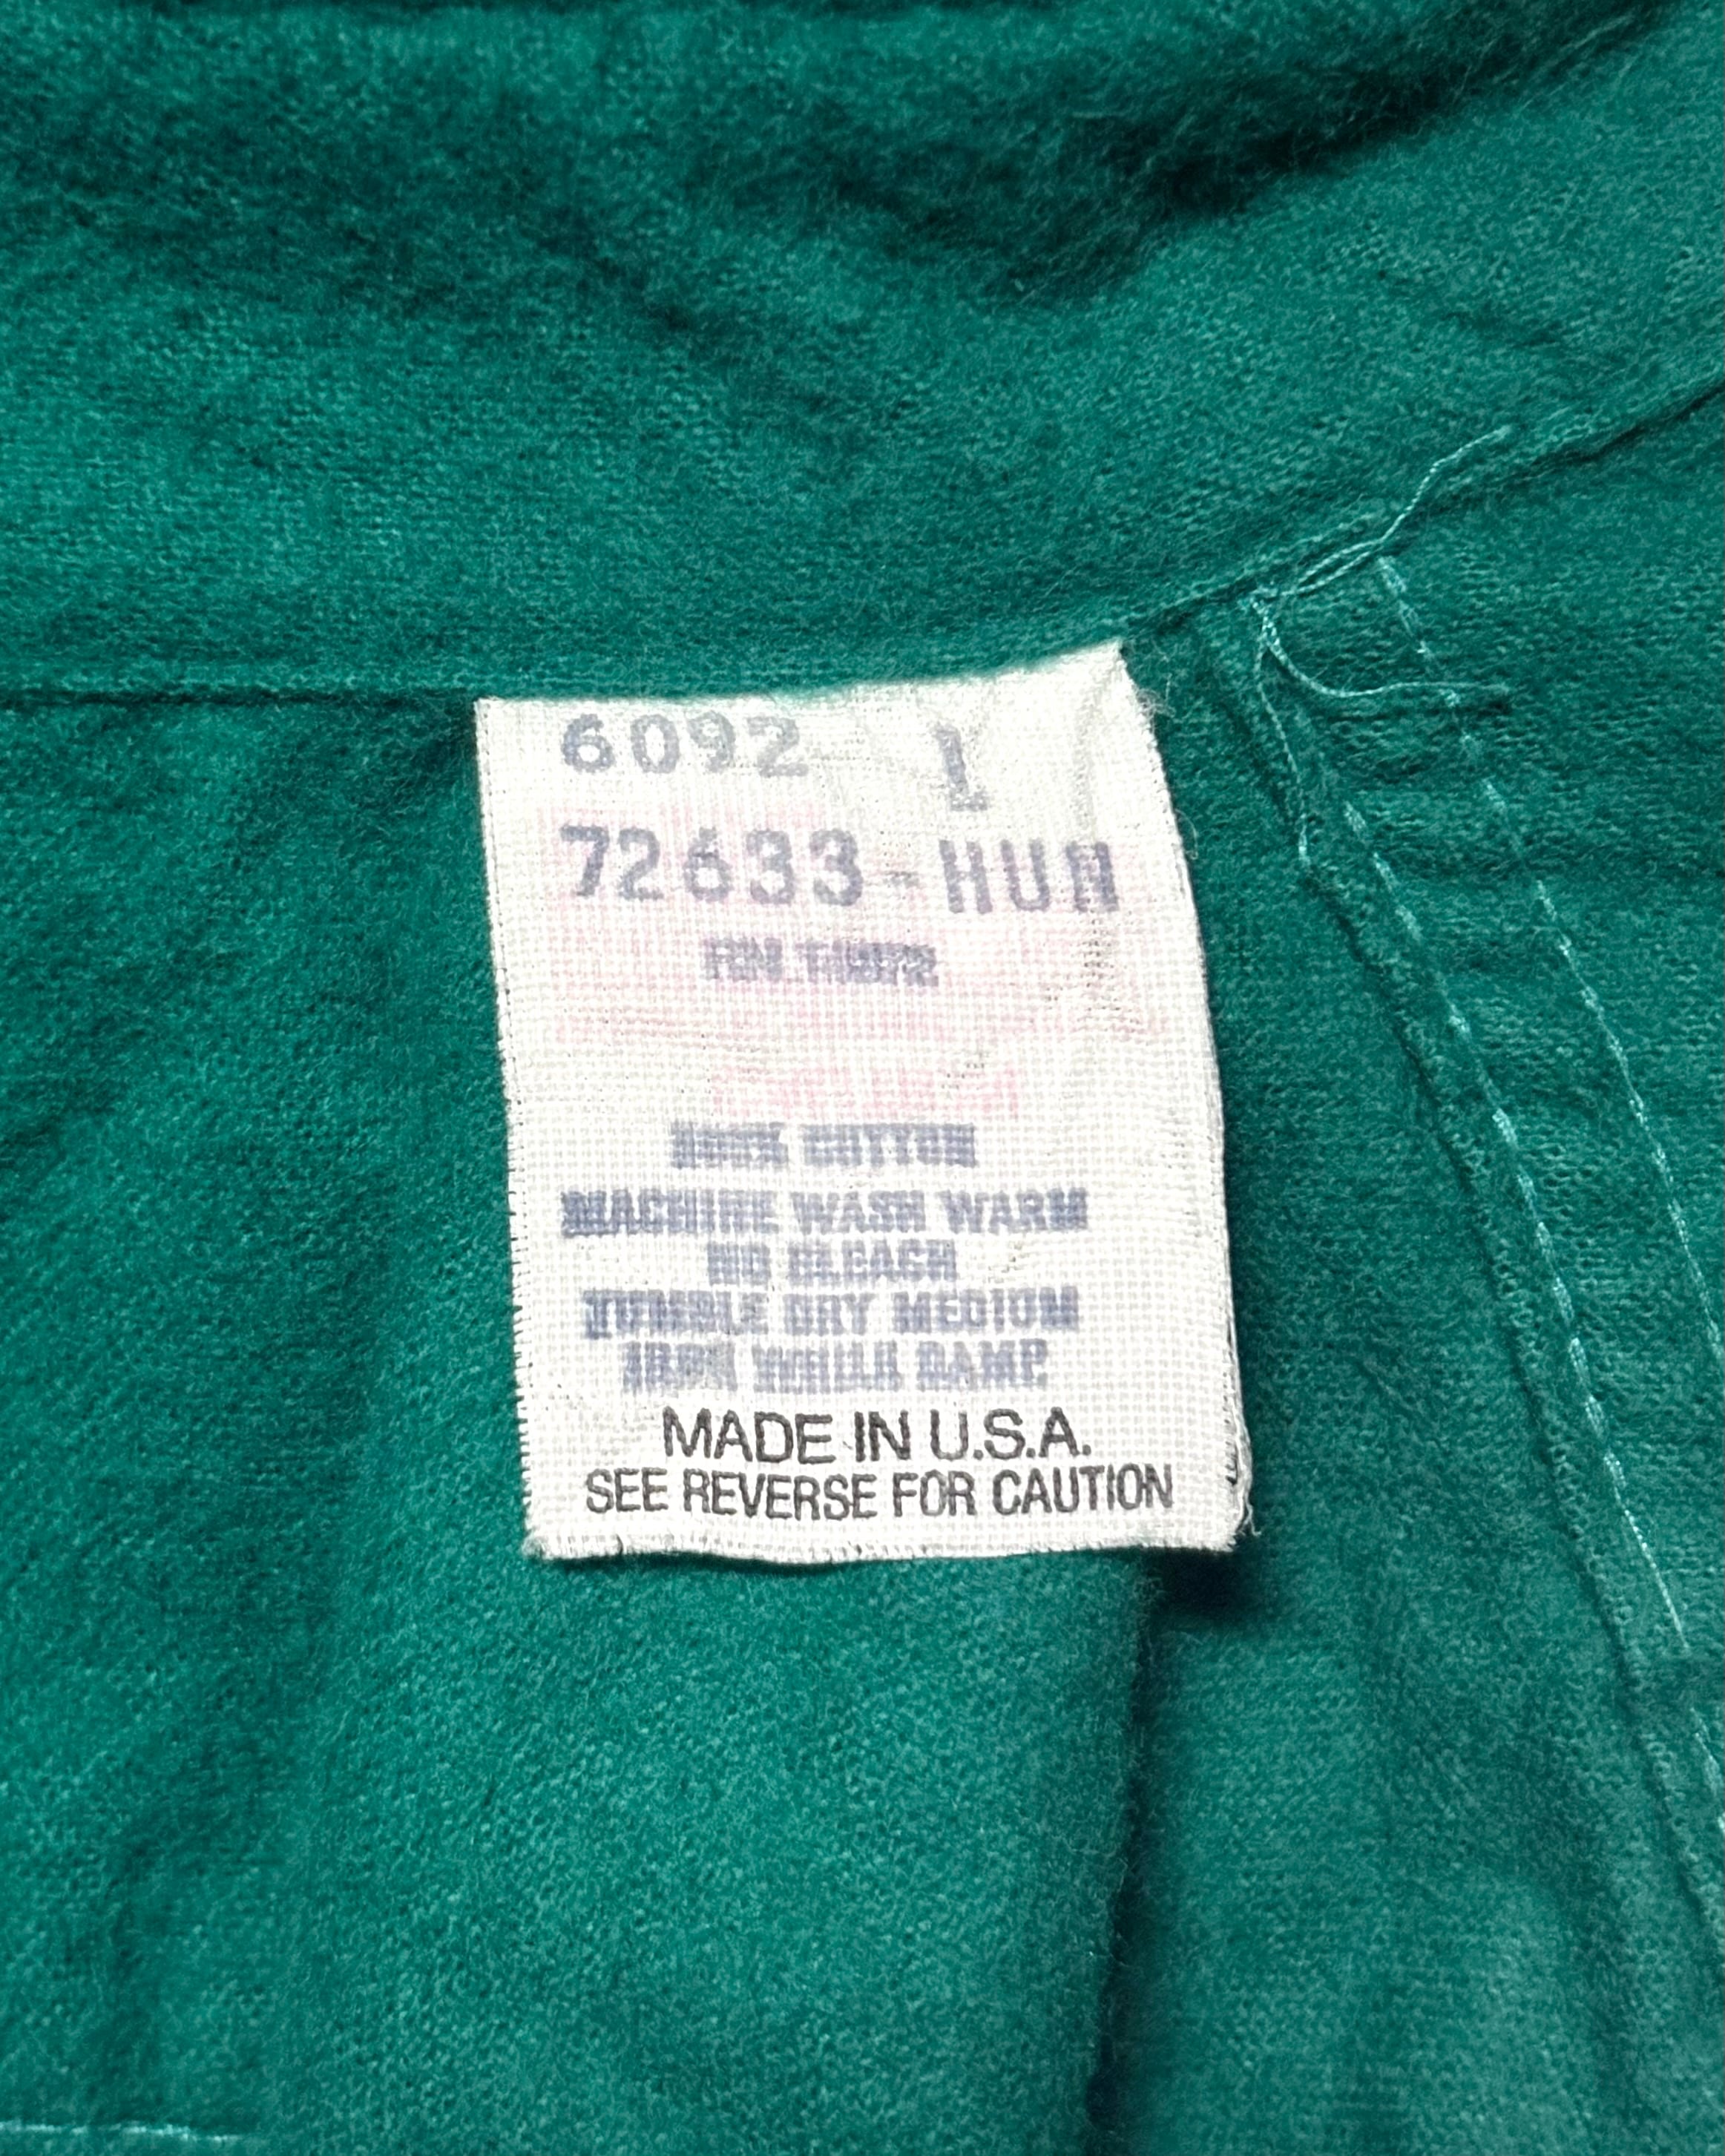 6092 1
72633-HUN
100% COTTON
MACHINE WASH WARM
NO BLEACH
TUMBLE DRY MEDIUM
IRON WHILE DAMP.
MADE IN U.S.A.
SEE REVERSE FOR CAUTION